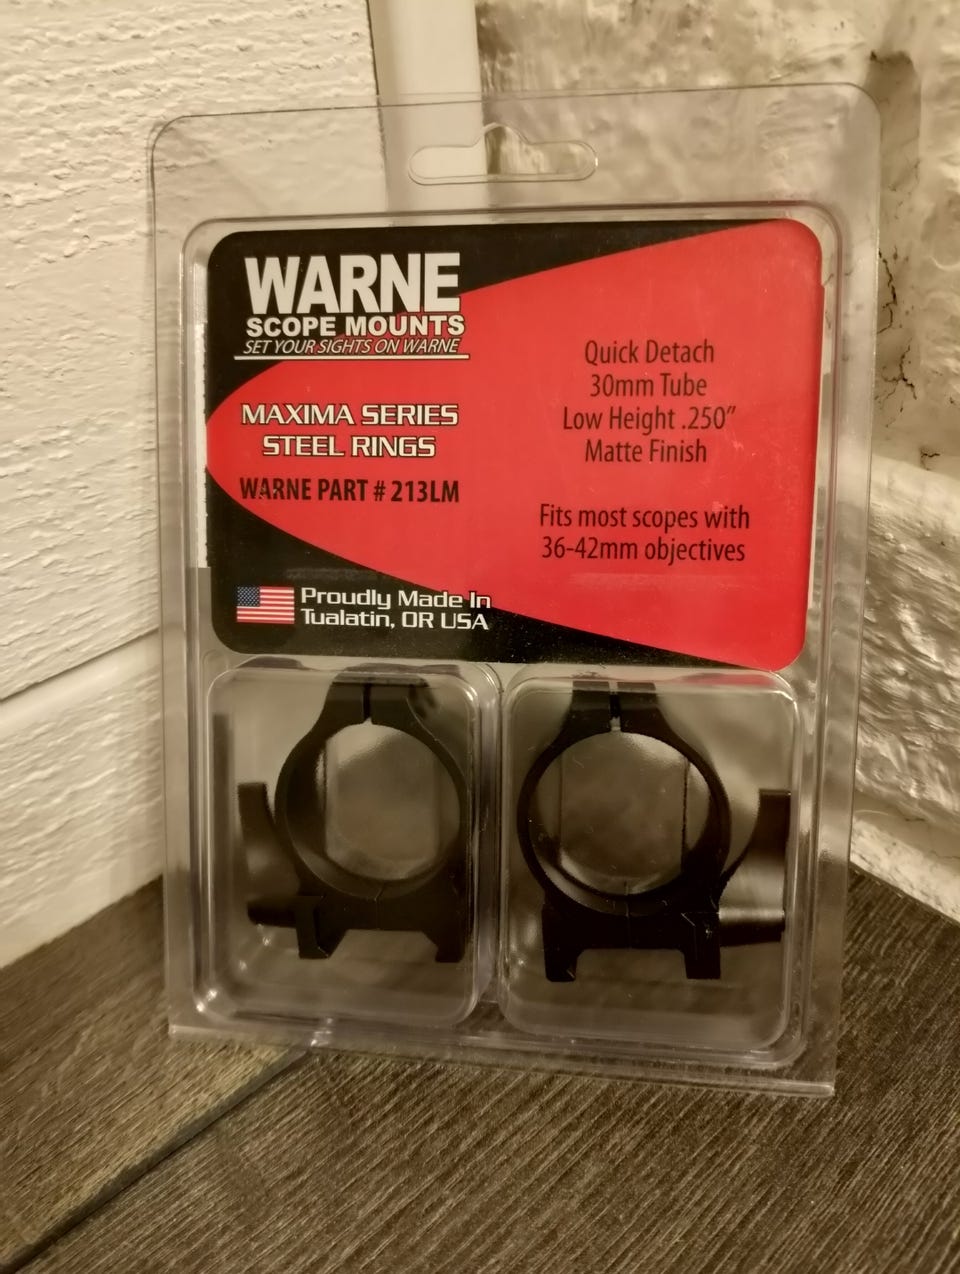 WARNE
SCOPE MOUNTS
SET YOUR SIGHTS ON WARNE
MAXIMA SERIES
STEEL RINGS
WARNE PART # 213LM
Quick Detach
30mm Tube
Low Height .250”
Matte Finish
Fits most scopes with
36-42mm objectives
Proudly Made In
Tualatin, OR USA